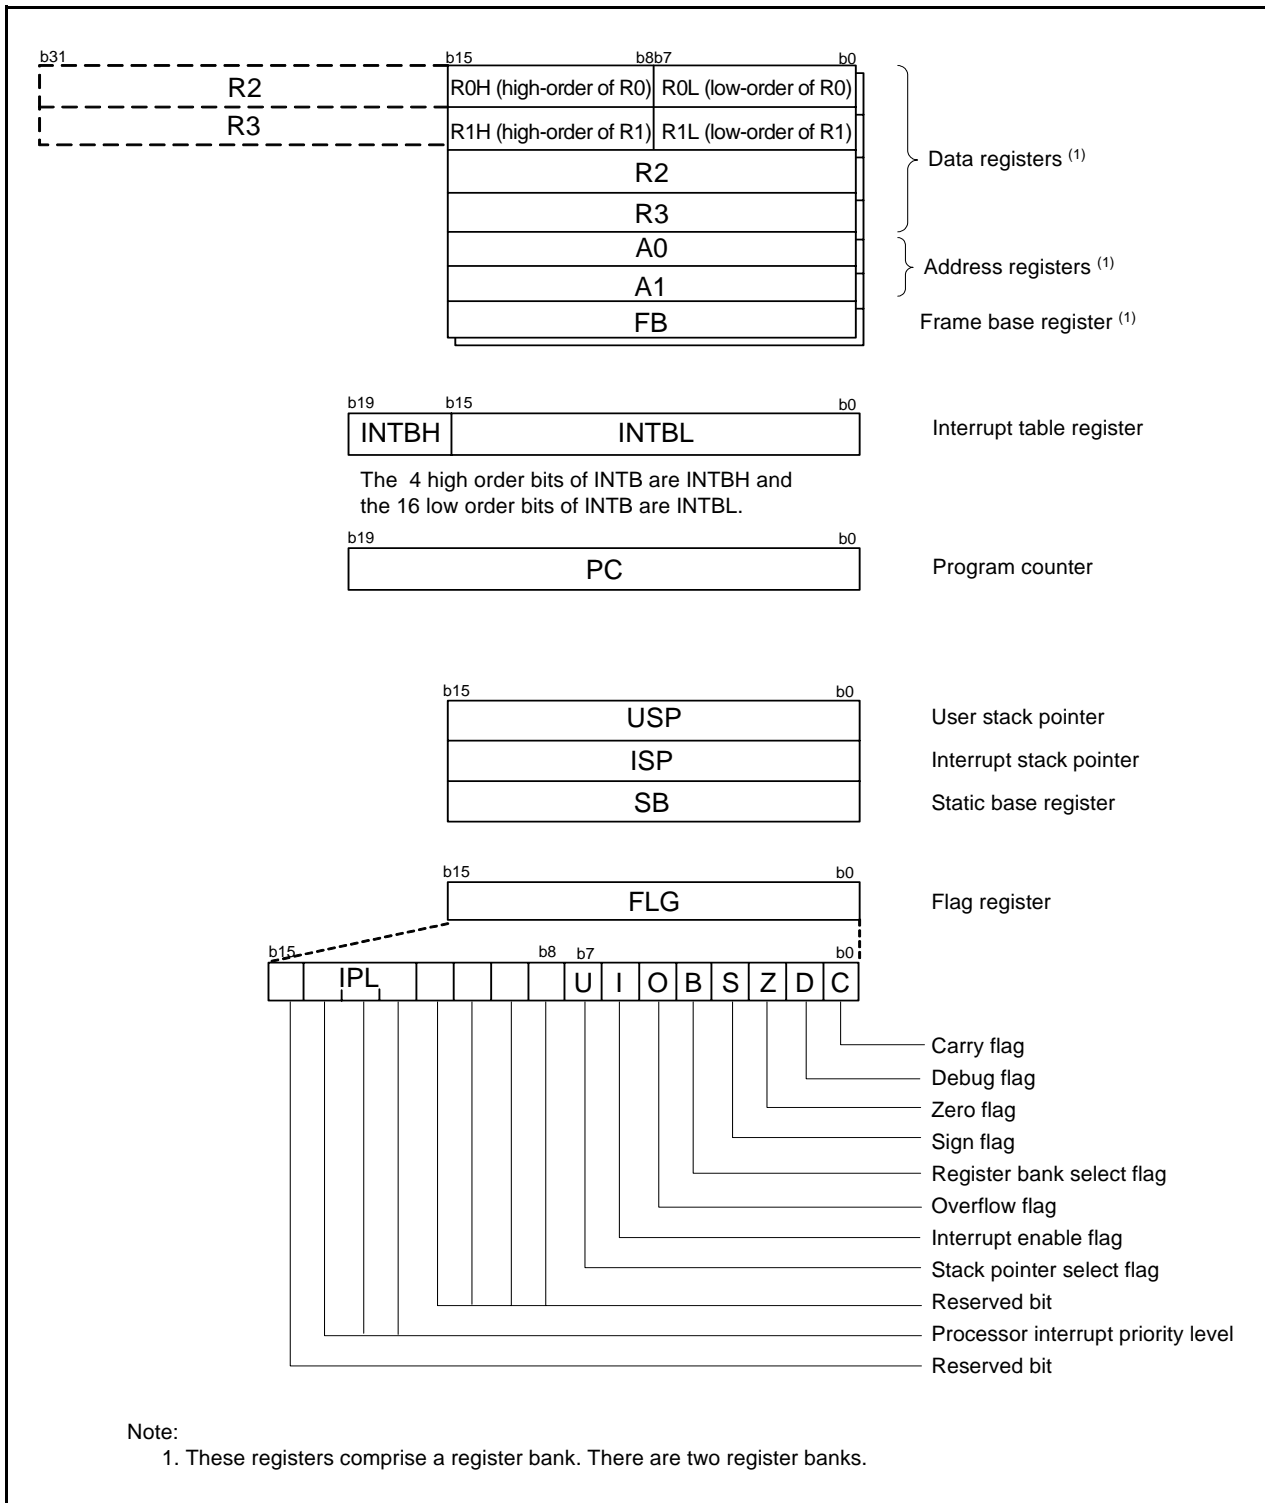 b31 b15 b8b7 b0
R2 R0H (high-order of R0) R0L (low-order of R0)
R3 R1H (high-order of R1) R1L (low-order of R1)
Data registers (1)
R2
R3
A0
Address registers (1)
A1
FB Frame base register (1)
b19 b15 b0
INTBH INTBL Interrupt table register
The 4 high order bits of INTB are INTBH and
the 16 low order bits of INTB are INTBL.
b19 b0
PC Program counter
b15 b0
USP User stack pointer
ISP Interrupt stack pointer
SB Static base register
b15 b0
FLG Flag register
b15 b8 b7 b0
IPL U I O B S Z D C
Carry flag
Debug flag
Zero flag
Sign flag
Register bank select flag
Overflow flag
Interrupt enable flag
Stack pointer select flag
Reserved bit
Processor interrupt priority level
Reserved bit
Note:
1. These registers comprise a register bank. There are two register banks.